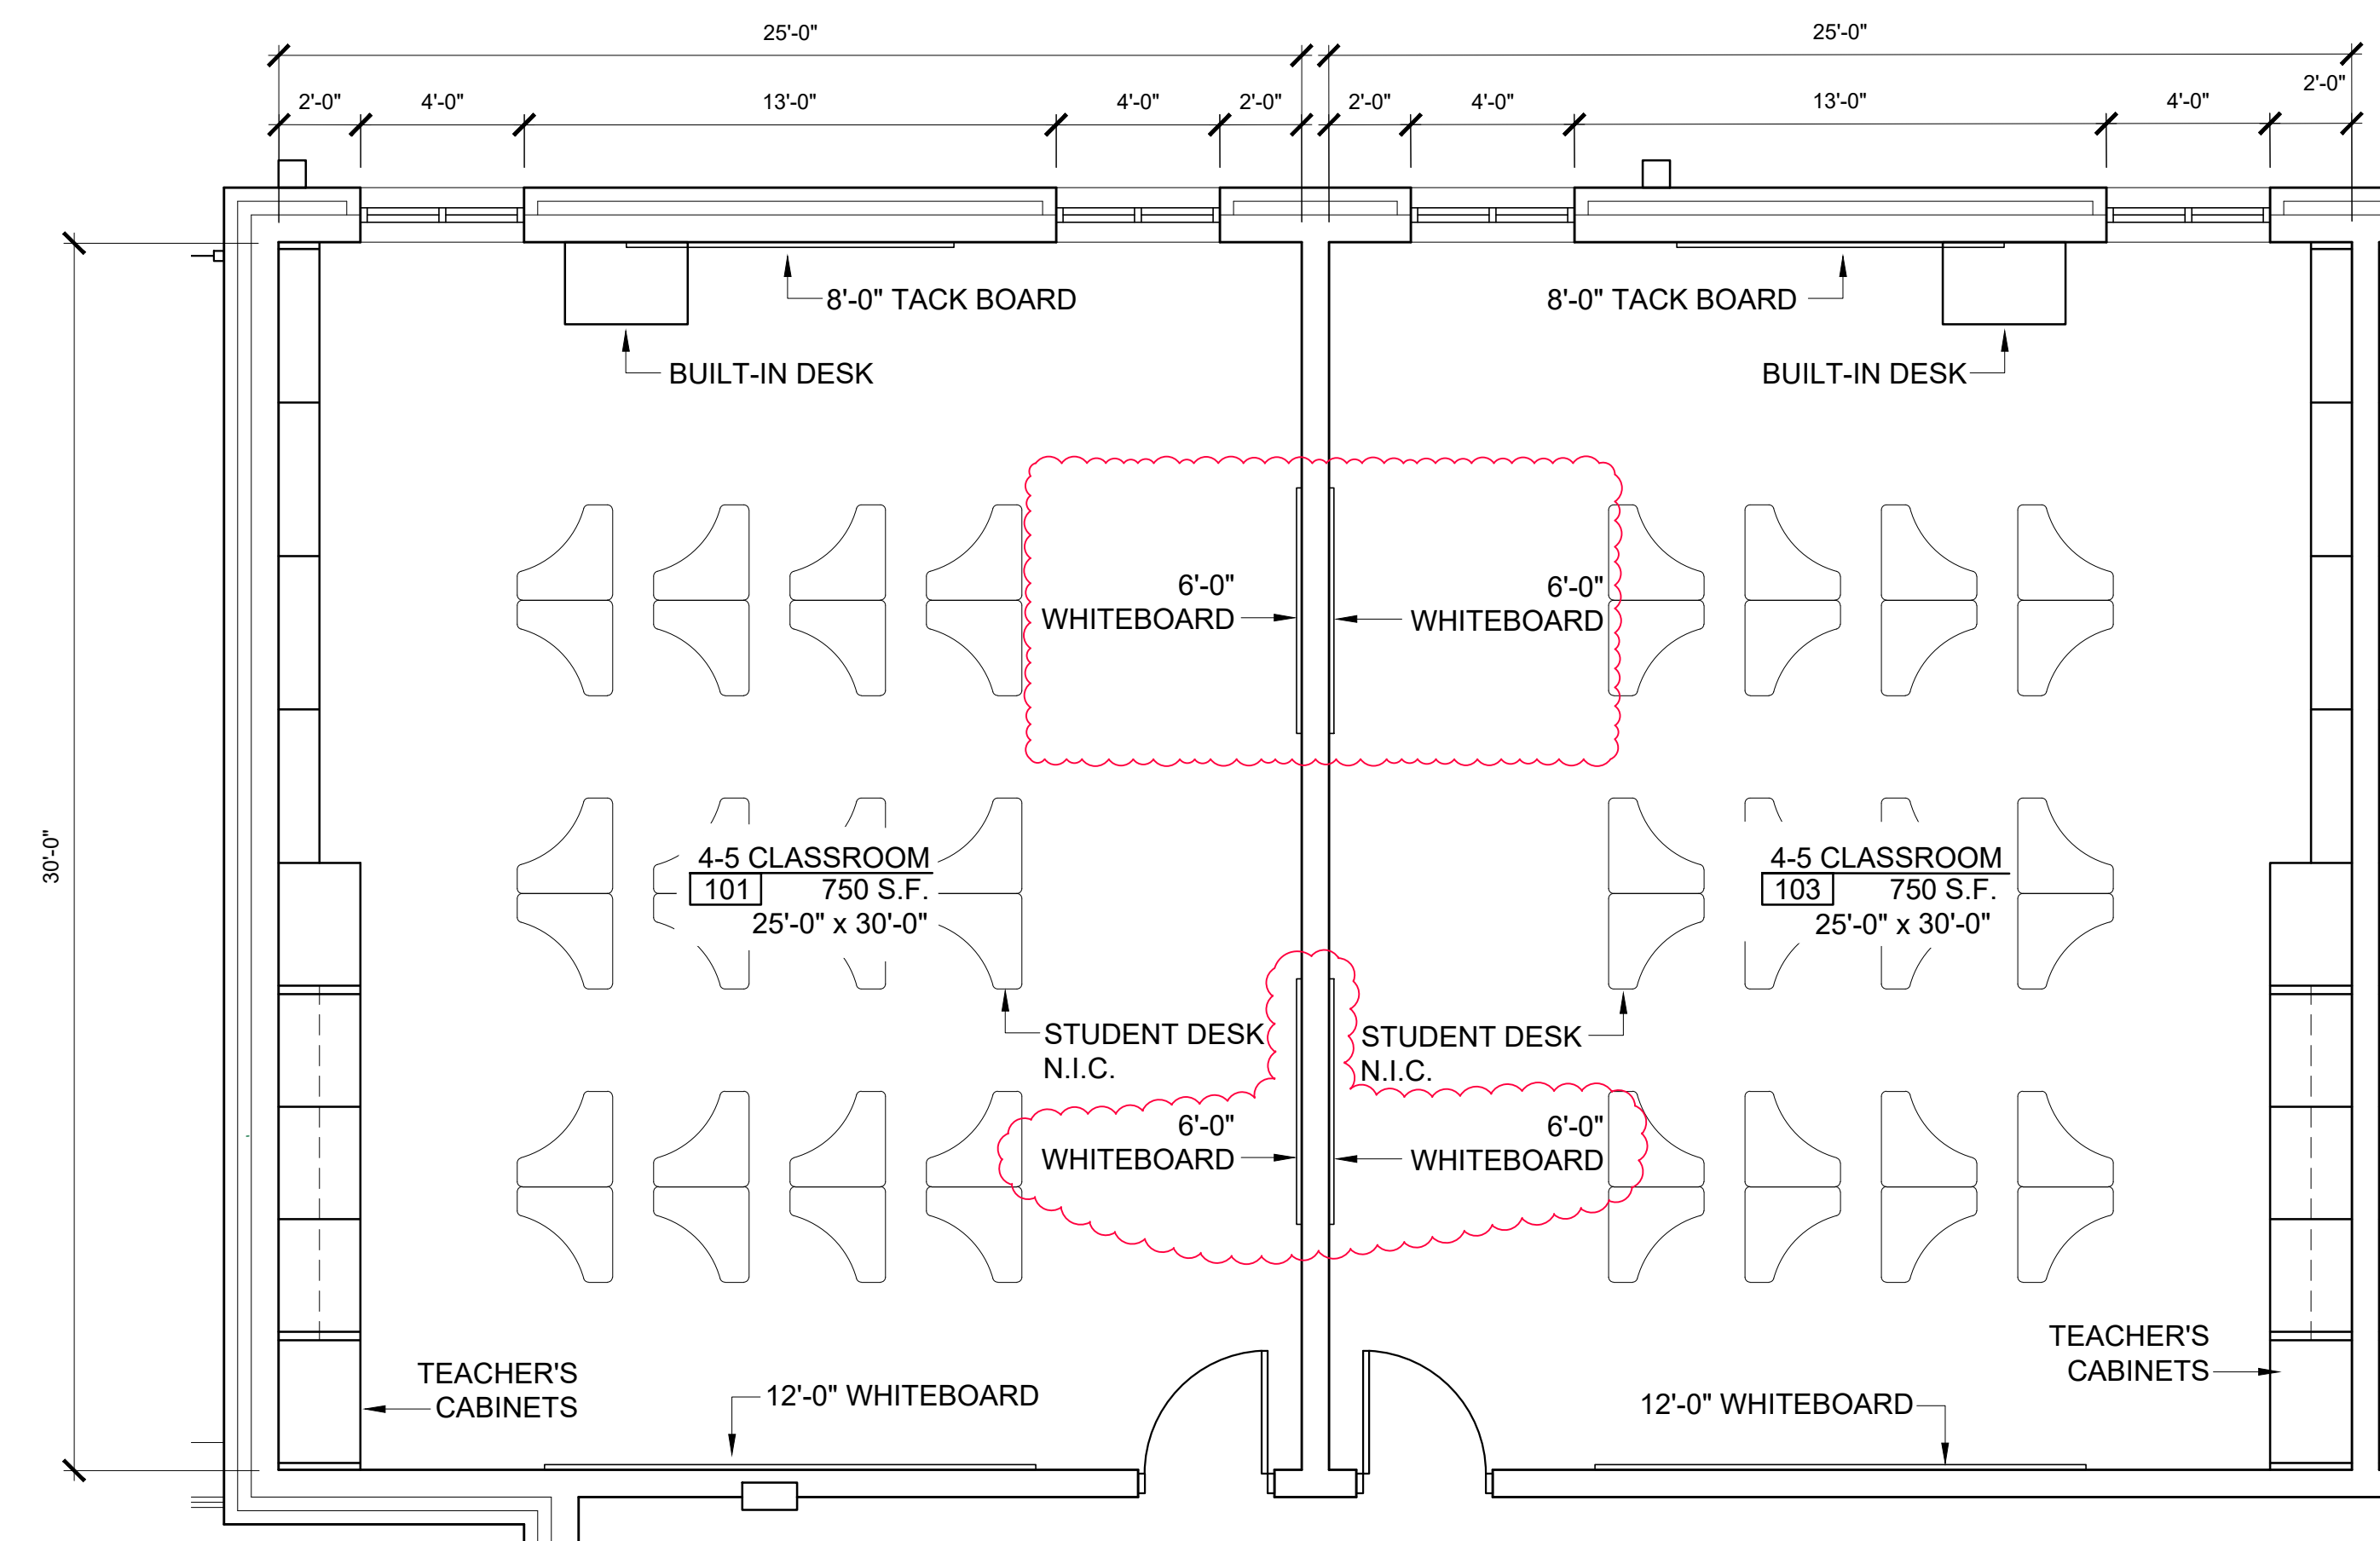 25'-0"
25'-0"
2'-0"
4'-0"
13'-0"
4'-0"
2'-0"
2'-0"
4'-0"
13'-0"
4'-0"
2'-0"
8'-0" TACK BOARD
8'-0" TACK BOARD
BUILT-IN DESK
BUILT-IN DESK
6'-0"
WHITEBOARD
6'-0"
WHITEBOARD
30'-0"
4-5 CLASSROOM
101 750 S.F.
25'-0" x 30'-0"
4-5 CLASSROOM
103 750 S.F.
25'-0" x 30'-0"
STUDENT DESK
N.I.C.
STUDENT DESK
N.I.C.
6'-0"
WHITEBOARD
6'-0"
WHITEBOARD
TEACHER'S
CABINETS
12'-0" WHITEBOARD
12'-0" WHITEBOARD
TEACHER'S
CABINETS